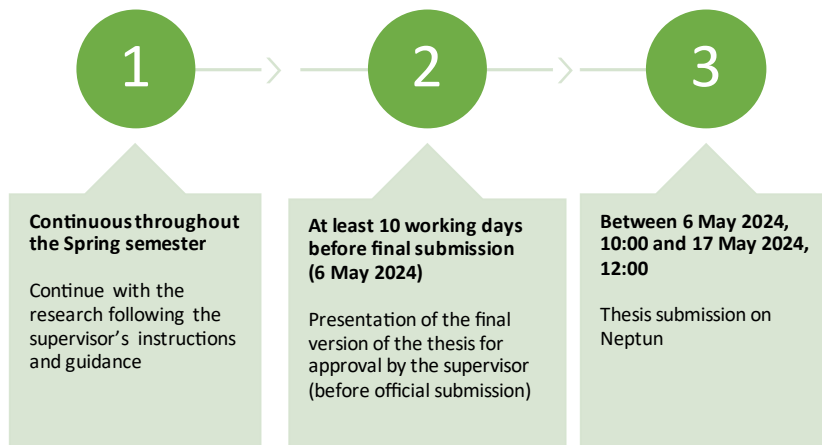 1
2
3
Continuous throughout
the Spring semester
Continue with the
research following the
supervisor's instructions
and guidance
At least 10 working days
before final submission
(6 May 2024)
Presentation of the final
version of the thesis for
approval by the supervisor
(before official submission)
Between 6 May 2024,
10:00 and 17 May 2024,
12:00
Thesis submission on
Neptun